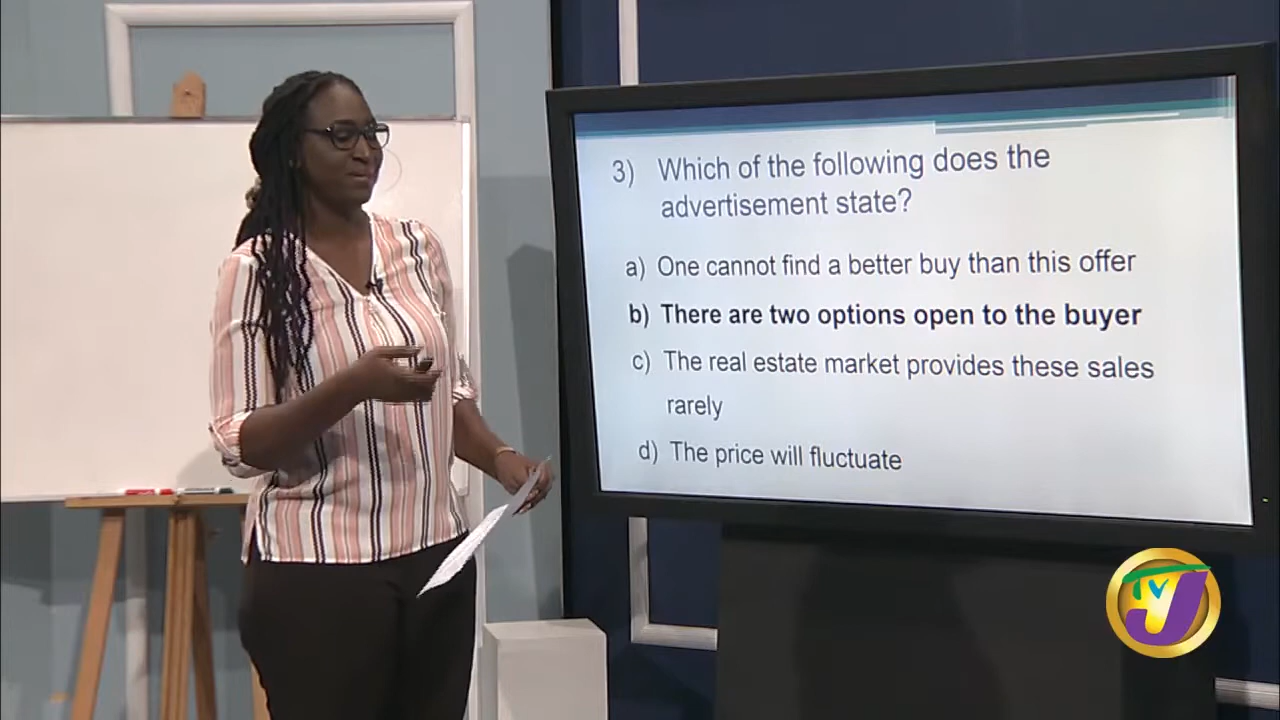 3) Which of the following does the
advertisement state?
a) One cannot find a better buy than this offer
b) There are two options open to the buyer
c) The real estate market provides these sales
rarely
d) The price will fluctuate
TVJ